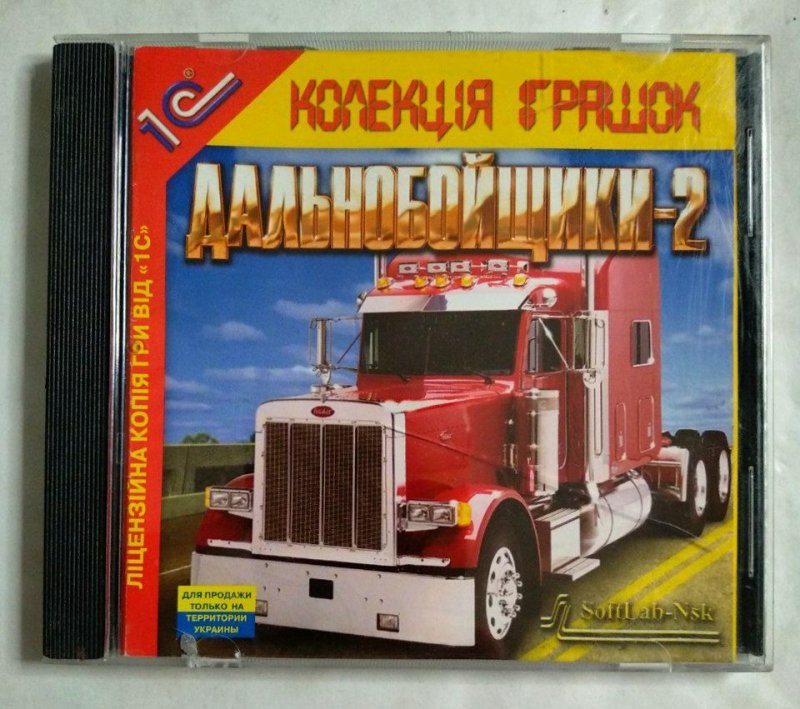 1С®
КОЛЕКЦІЯ ІГРАШОК
ДАЛЬНОБОЙЩИКИ-2
ЛІЦЕНЗІЙНА КОПІЯ ГРИ ВІД «1С»
ДЛЯ ПРОДАЖИ
ТОЛЬКО НА
ТЕРРИТОРИИ
УКРАИНЫ
SoftLab-Nsk